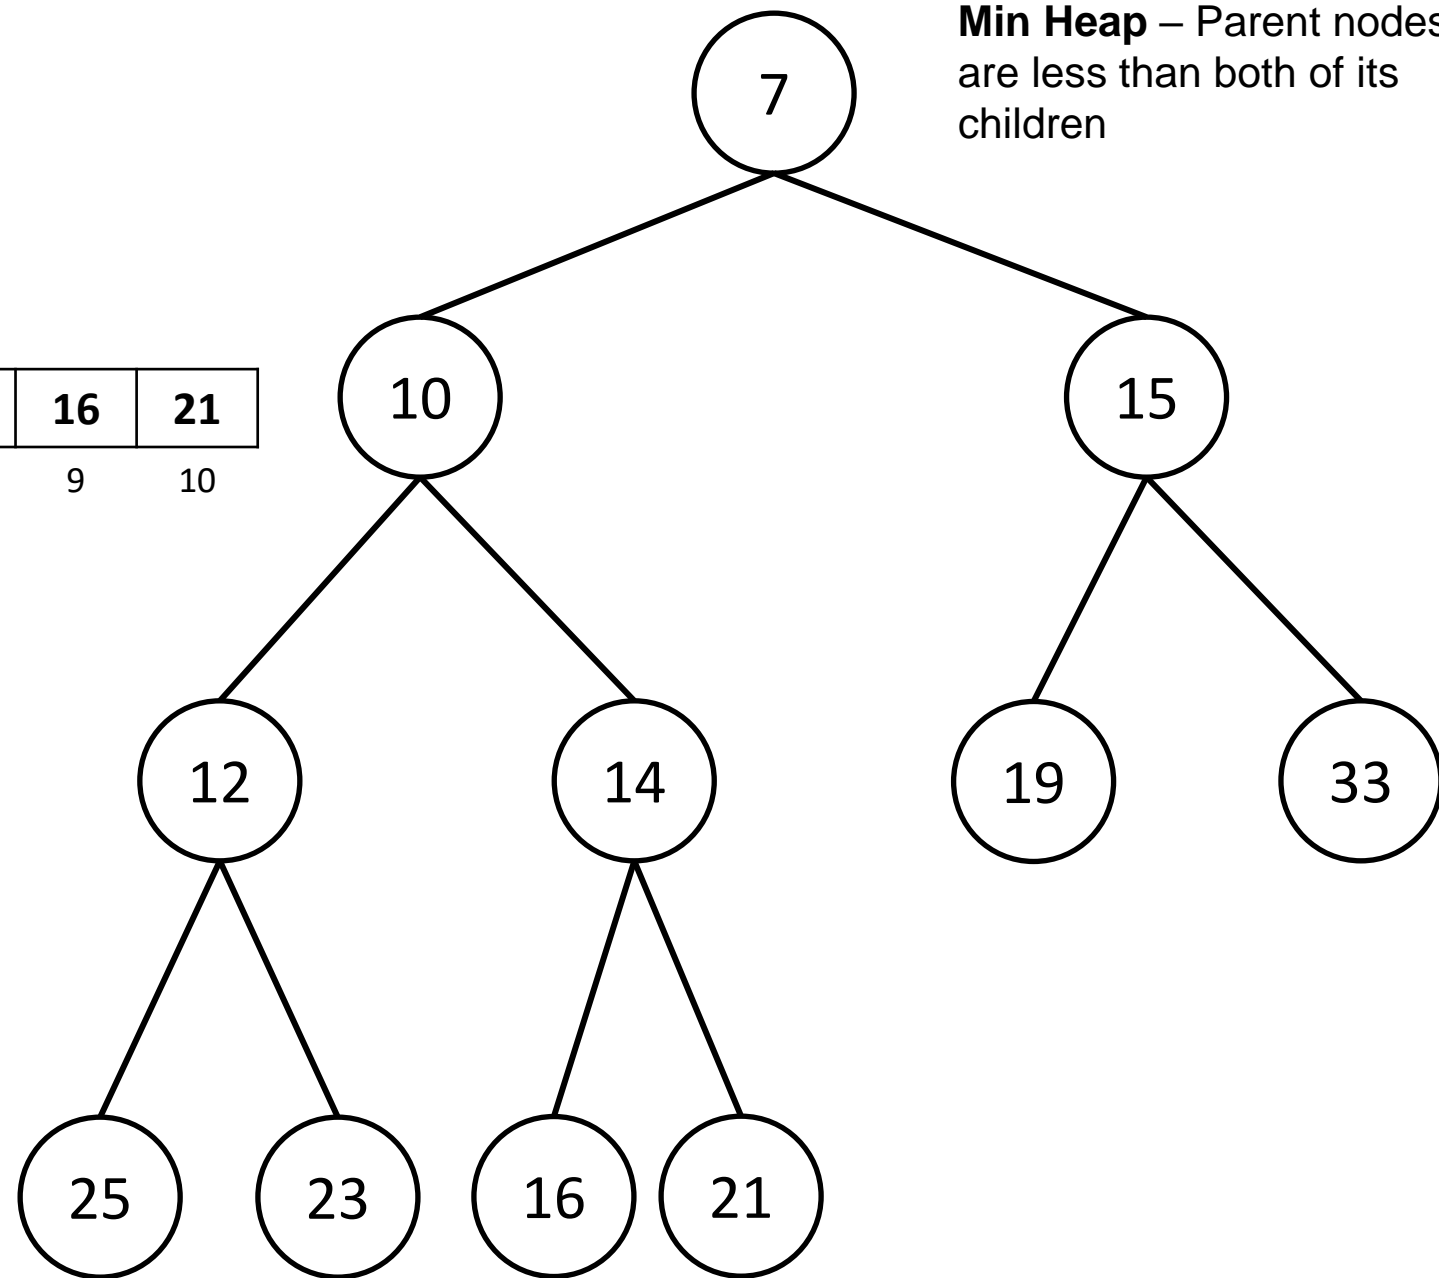 Min Heap – Parent nodes
are less than both of its
children
7
10 15
16 21
9 10
12 14 19 33
25 23 16 21